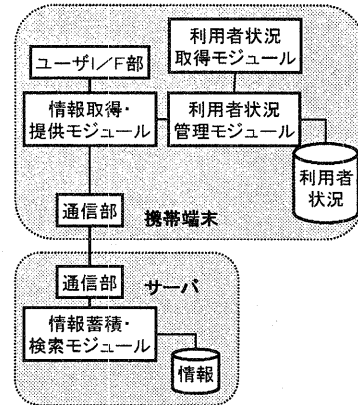 ユーザI/F部
利用者状況
取得モジュール
情報取得・
提供モジュール
利用者状況
管理モジュール
利用者
状況
通信部
携帯端末
通信部
サーバ
情報蓄積・
検索モジュール
情報